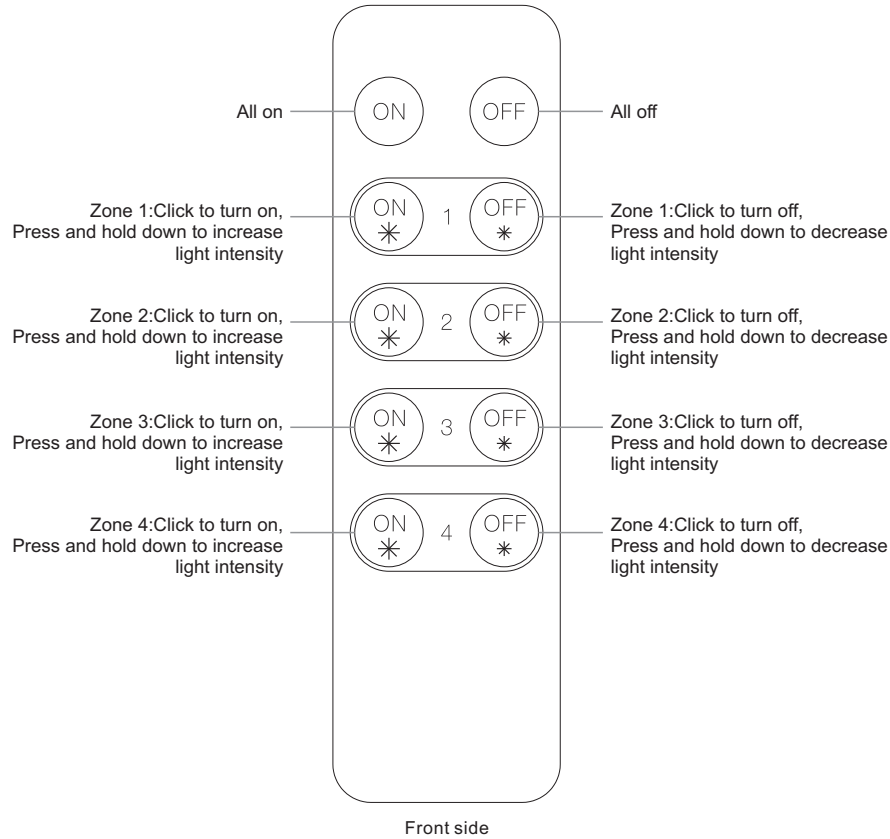 All on
ON
OFF
All off
Zone 1:Click to turn on,
Press and hold down to increase
light intensity
ON
1
OFF
Zone 1:Click to turn off,
Press and hold down to decrease
light intensity
Zone 2:Click to turn on,
Press and hold down to increase
light intensity
ON
2
OFF
Zone 2:Click to turn off,
Press and hold down to decrease
light intensity
Zone 3:Click to turn on,
Press and hold down to increase
light intensity
ON
3
OFF
Zone 3:Click to turn off,
Press and hold down to decrease
light intensity
Zone 4:Click to turn on,
Press and hold down to increase
light intensity
ON
4
OFF
Zone 4:Click to turn off,
Press and hold down to decrease
light intensity
Front side